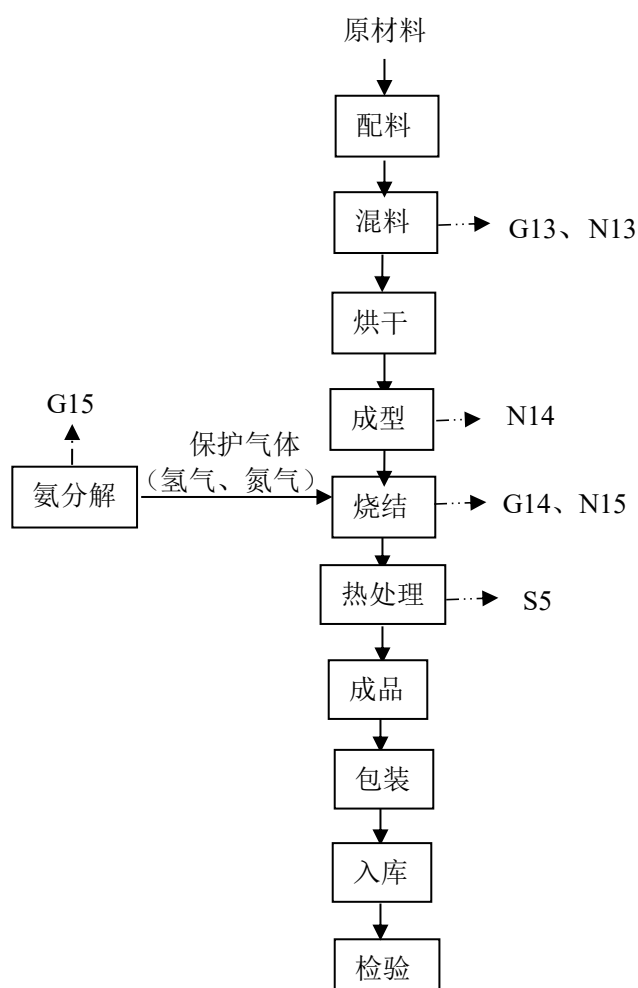 原材料
配料
混料
G13、N13
烘干
G15
成型
N14
保护气体
（氢气、氮气）
氨分解
烧结
G14、N15
热处理
S5
成品
包装
入库
检验